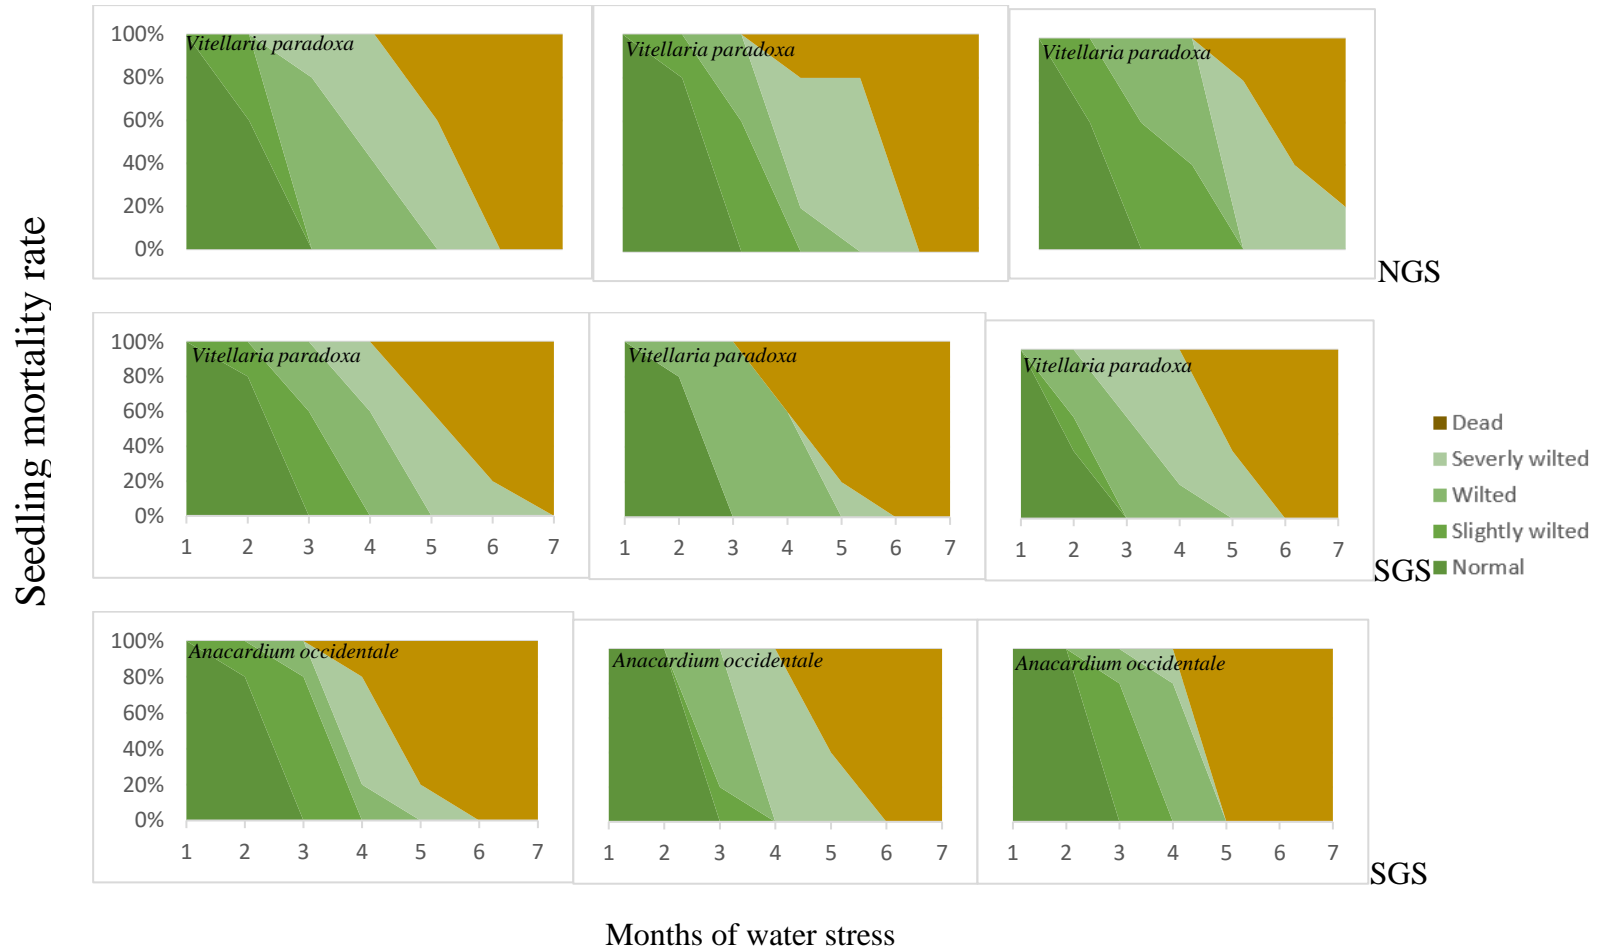 Seedling mortality rate
100%
80%
60%
40%
20%
0%
Vitellaria paradoxa
Vitellaria paradoxa
Vitellaria paradoxa
NGS
100%
80%
60%
40%
20%
0%
Vitellaria paradoxa
1 2 3 4 5 6 7
Vitellaria paradoxa
1 2 3 4 5 6 7
Vitellaria paradoxa
1 2 3 4 5 6 7
SGS
Dead
Severly wilted
Wilted
Slightly wilted
Normal
100%
80%
60%
40%
20%
0%
Anacardium occidentale
1 2 3 4 5 6 7
Anacardium occidentale
1 2 3 4 5 6 7
Anacardium occidentale
1 2 3 4 5 6 7
SGS
Months of water stress